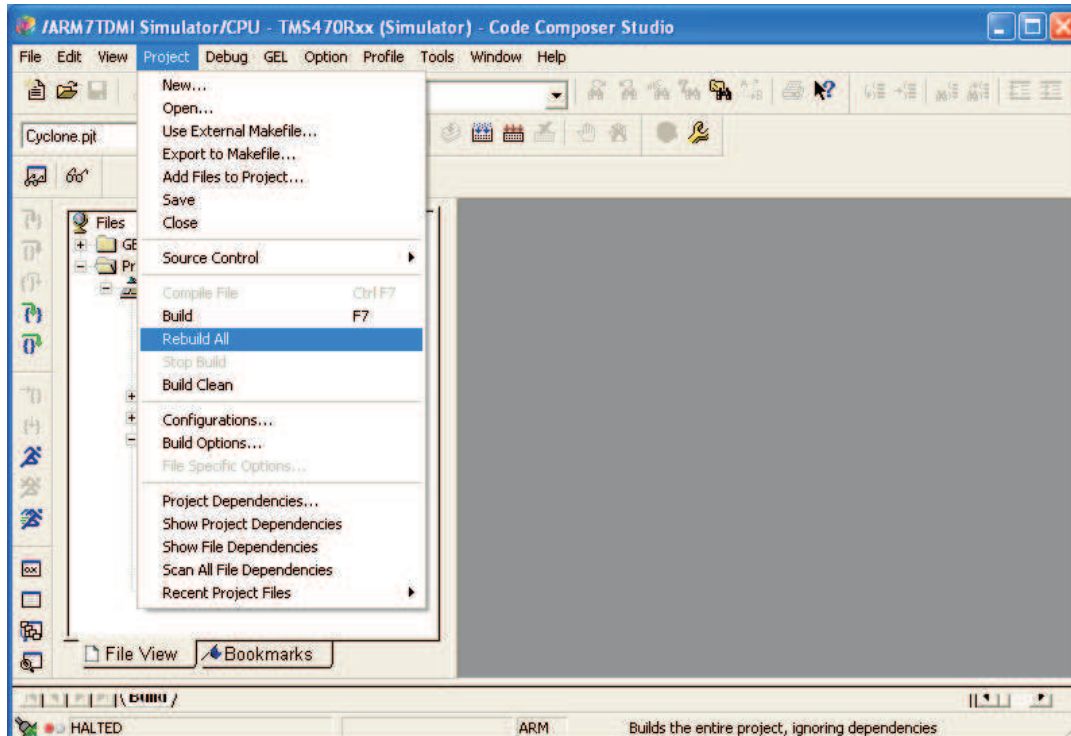 /ARM7TDMI Simulator/CPU - TMS470Rxx (Simulator) - Code Composer Studio
File Edit View Project Debug GEL Option Profile Tools Window Help
Cyclone.pjt
New...
Open...
Use External Makefile...
Export to Makefile...
Add Files to Project...
Save
Close
Source Control
Compile File Ctrl F7
Build F7
Rebuild All
Stop Build
Build Clean
Configurations...
Build Options...
File Specific Options...
Project Dependencies...
Show Project Dependencies
Show File Dependencies
Scan All File Dependencies
Recent Project Files
Files
GE
Pr
File View Bookmarks
Build
HALTED ARM Builds the entire project, ignoring dependencies